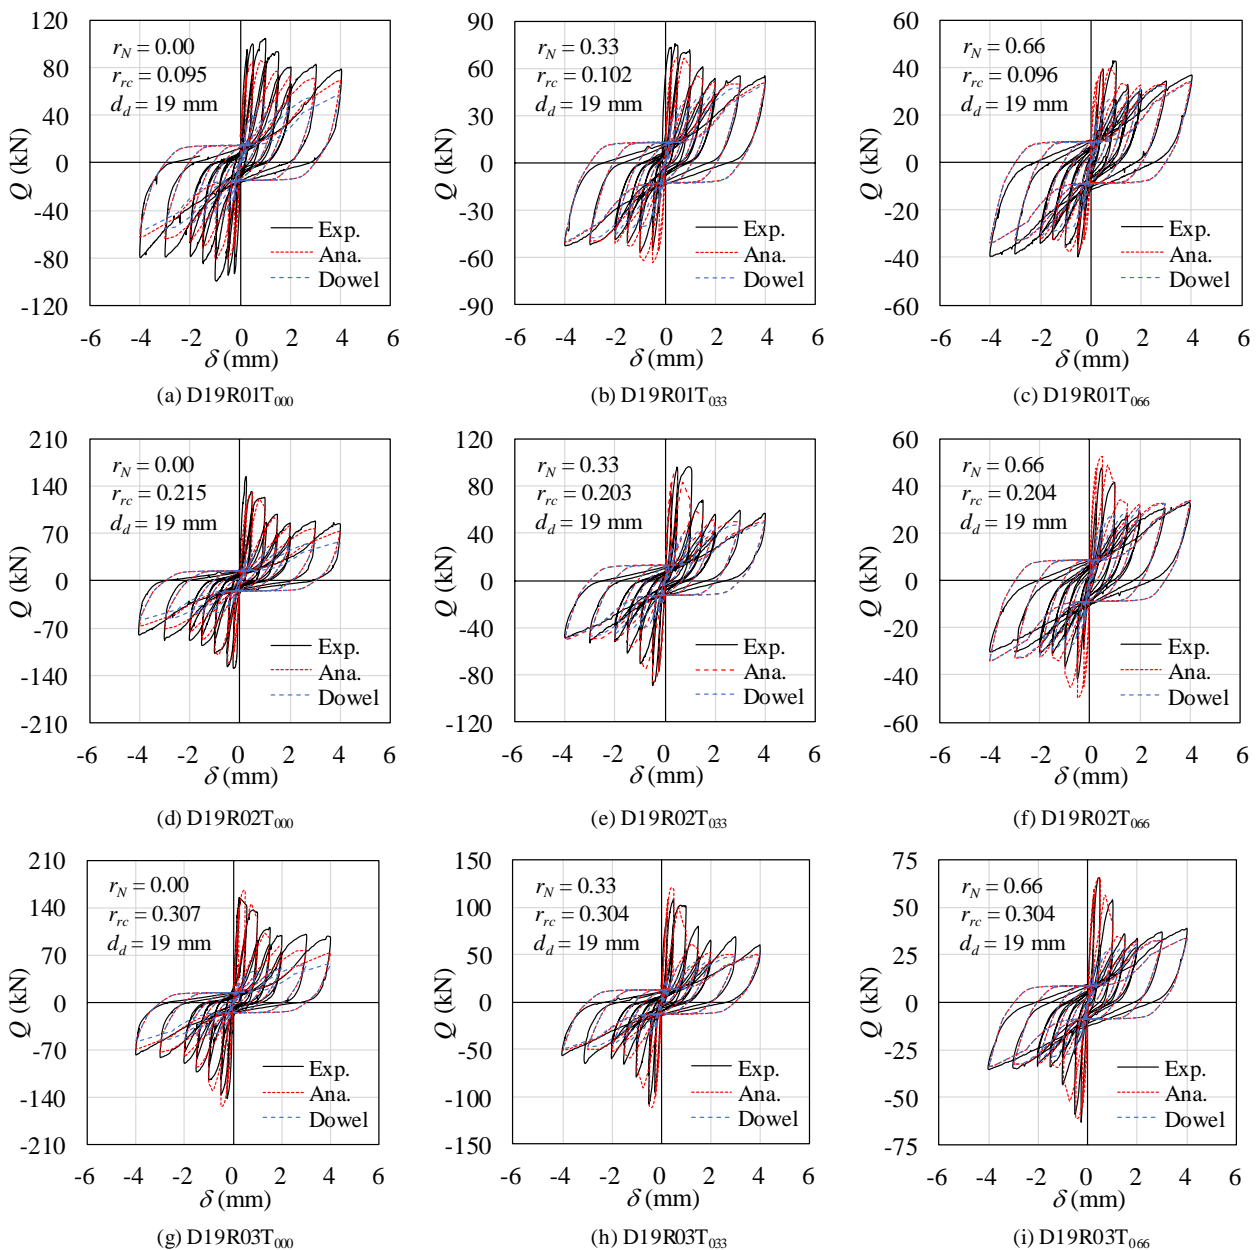 120
80
40
0
-40
-80
-120
Q (kN)
r_N = 0.00
r_rc = 0.095
d_d = 19 mm
Exp.
Ana.
Dowel
-6 -4 -2 0 2 4 6
δ (mm)
(a) D19R01T000
90
60
30
0
-30
-60
-90
Q (kN)
r_N = 0.33
r_rc = 0.102
d_d = 19 mm
Exp.
Ana.
Dowel
-6 -4 -2 0 2 4 6
δ (mm)
(b) D19R01T033
60
40
20
0
-20
-40
-60
Q (kN)
r_N = 0.66
r_rc = 0.096
d_d = 19 mm
Exp.
Ana.
Dowel
-6 -4 -2 0 2 4 6
δ (mm)
(c) D19R01T066
210
140
70
0
-70
-140
-210
Q (kN)
r_N = 0.00
r_rc = 0.215
d_d = 19 mm
Exp.
Ana.
Dowel
-6 -4 -2 0 2 4 6
δ (mm)
(d) D19R02T000
120
80
40
0
-40
-80
-120
Q (kN)
r_N = 0.33
r_rc = 0.203
d_d = 19 mm
Exp.
Ana.
Dowel
-6 -4 -2 0 2 4 6
δ (mm)
(e) D19R02T033
60
40
20
0
-20
-40
-60
Q (kN)
r_N = 0.66
r_rc = 0.204
d_d = 19 mm
Exp.
Ana.
Dowel
-6 -4 -2 0 2 4 6
δ (mm)
(f) D19R02T066
210
140
70
0
-70
-140
-210
Q (kN)
r_N = 0.00
r_rc = 0.307
d_d = 19 mm
Exp.
Ana.
Dowel
-6 -4 -2 0 2 4 6
δ (mm)
(g) D19R03T000
150
100
50
0
-50
-100
-150
Q (kN)
r_N = 0.33
r_rc = 0.304
d_d = 19 mm
Exp.
Ana.
Dowel
-6 -4 -2 0 2 4 6
δ (mm)
(h) D19R03T033
75
50
25
0
-25
-50
-75
Q (kN)
r_N = 0.66
r_rc = 0.304
d_d = 19 mm
Exp.
Ana.
Dowel
-6 -4 -2 0 2 4 6
δ (mm)
(i) D19R03T066